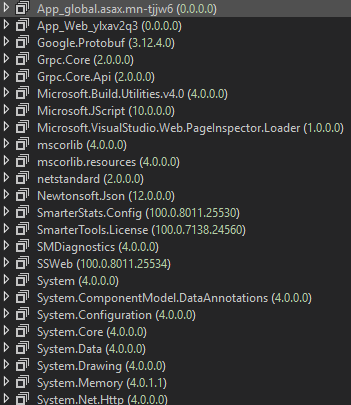 App_global.asax.mn-tjjw6 (0.0.0.0)
App_Web_ylxav2q3 (0.0.0.0)
Google.Protobuf (3.12.4.0)
Grpc.Core (2.0.0.0)
Grpc.Core.Api (2.0.0.0)
Microsoft.Build.Utilities.v4.0 (4.0.0.0)
Microsoft.JScript (10.0.0.0)
Microsoft.VisualStudio.Web.PageInspector.Loader (1.0.0.0)
mscorlib (4.0.0.0)
mscorlib.resources (4.0.0.0)
netstandard (2.0.0.0)
Newtonsoft.Json (12.0.0.0)
SmarterStats.Config (100.0.8011.25530)
SmarterTools.License (100.0.7138.24560)
SMDiagnostics (4.0.0.0)
SSWeb (100.0.8011.25534)
System (4.0.0.0)
System.ComponentModel.DataAnnotations (4.0.0.0)
System.Configuration (4.0.0.0)
System.Core (4.0.0.0)
System.Data (4.0.0.0)
System.Drawing (4.0.0.0)
System.Memory (4.0.1.1)
System.Net.Http (4.0.0.0)